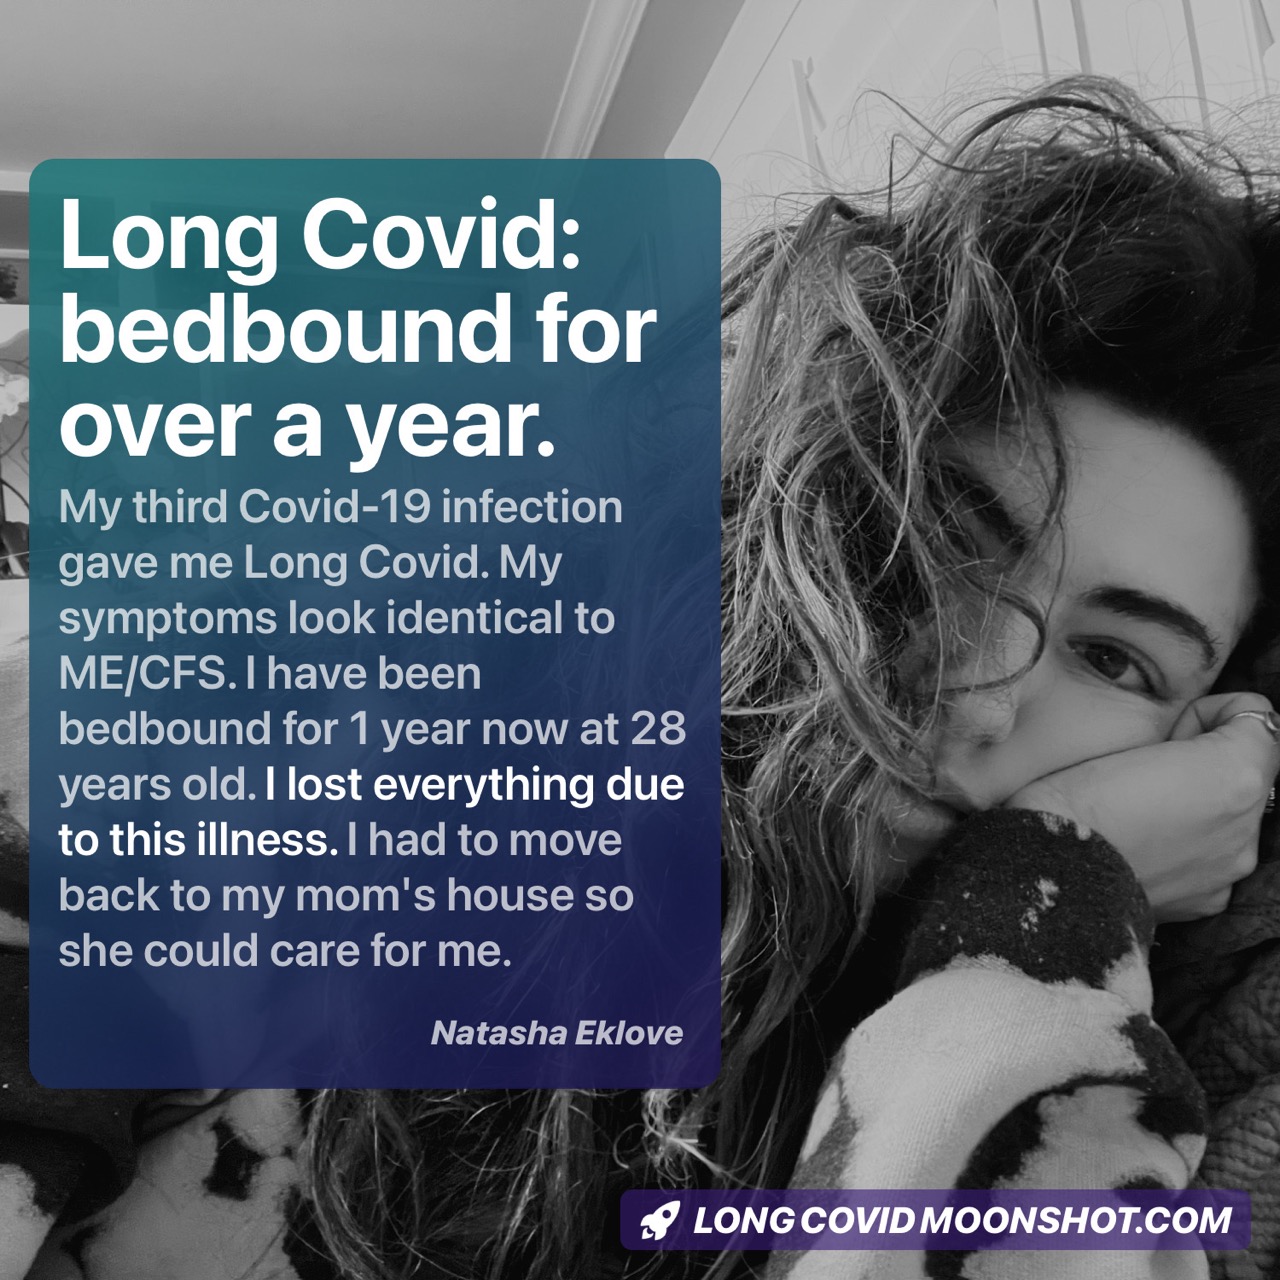 Long Covid:
bedbound for
over a year.
My third Covid-19 infection
gave me Long Covid. My
symptoms look identical to
ME/CFS. I have been
bedbound for 1 year now at 28
years old. I lost everything due
to this illness. I had to move
back to my mom's house so
she could care for me.
Natasha Eklove
LONG COVID MOONSHOT.COM